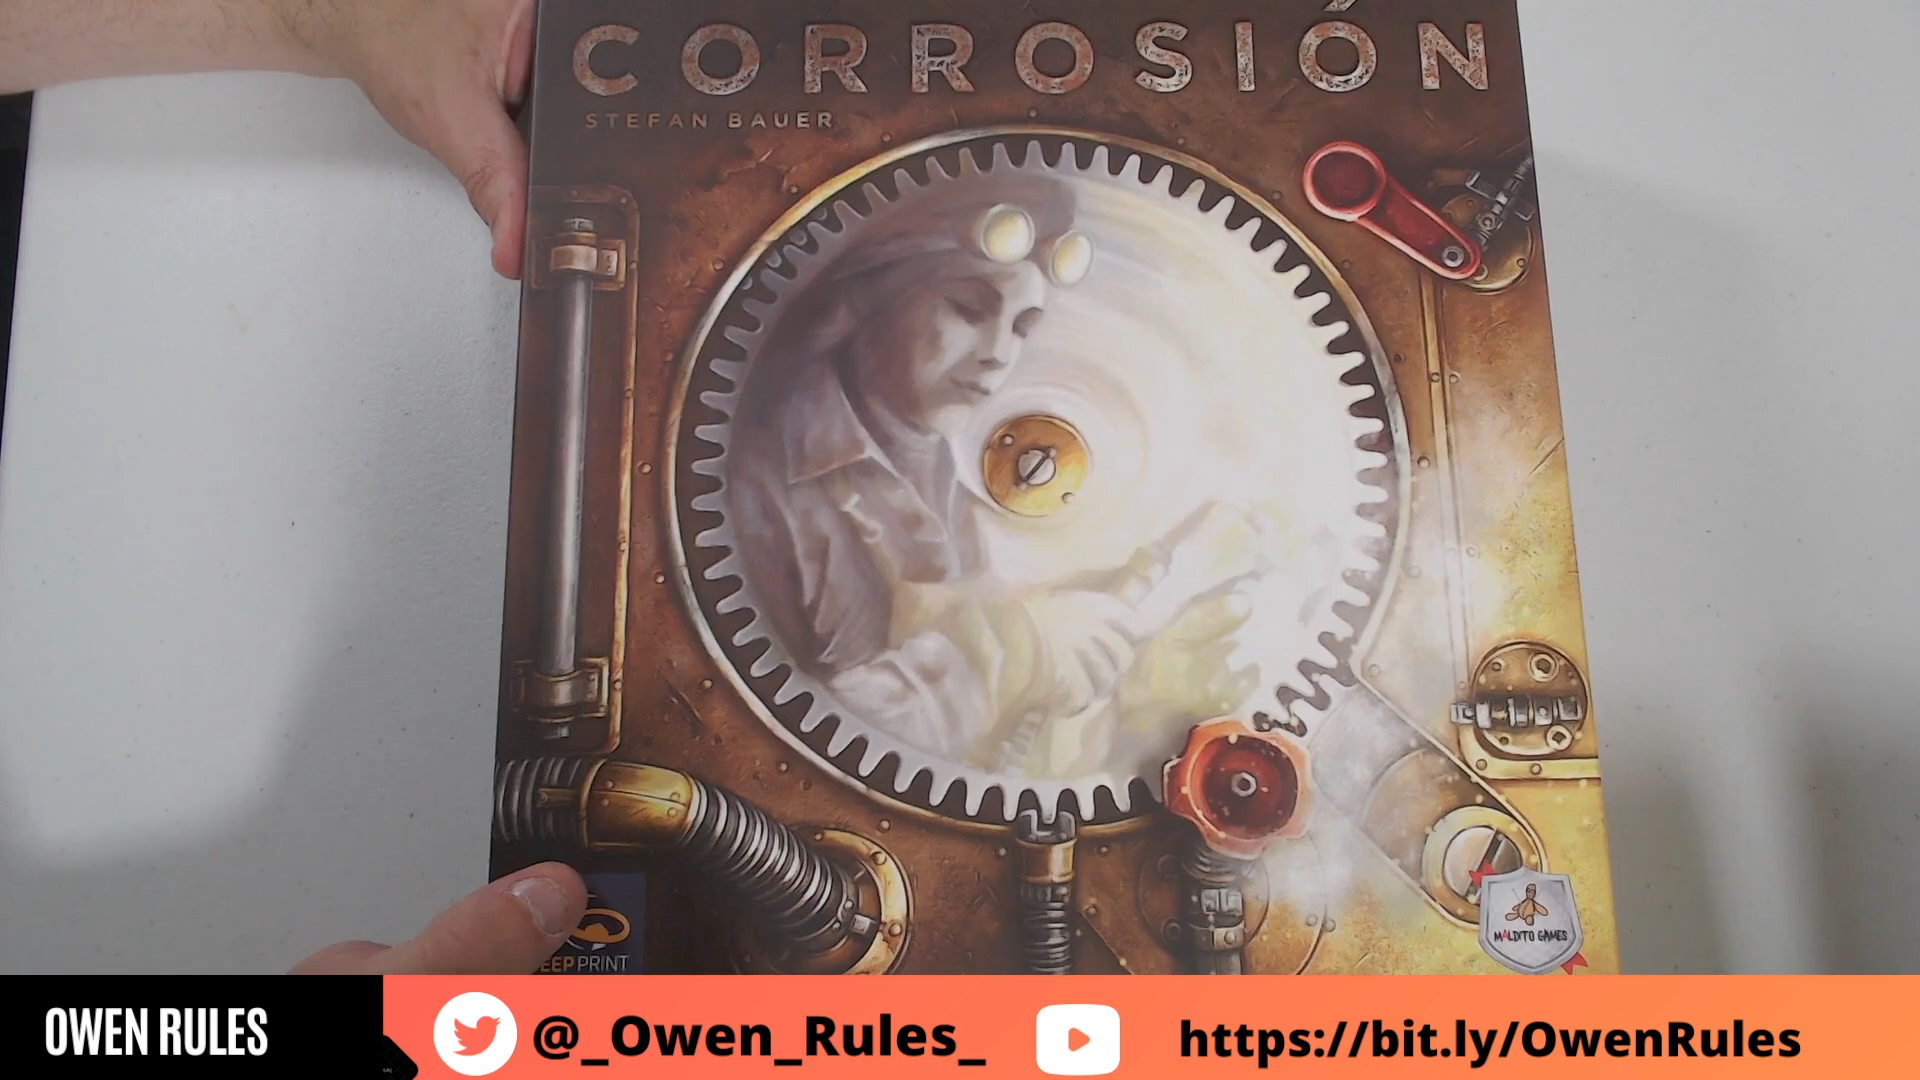 CORROSIÓN
STEFAN BAUER
EEP PRINT
MALDITO GAMES
OWEN RULES
@_Owen_Rules_
https://bit.ly/OwenRules